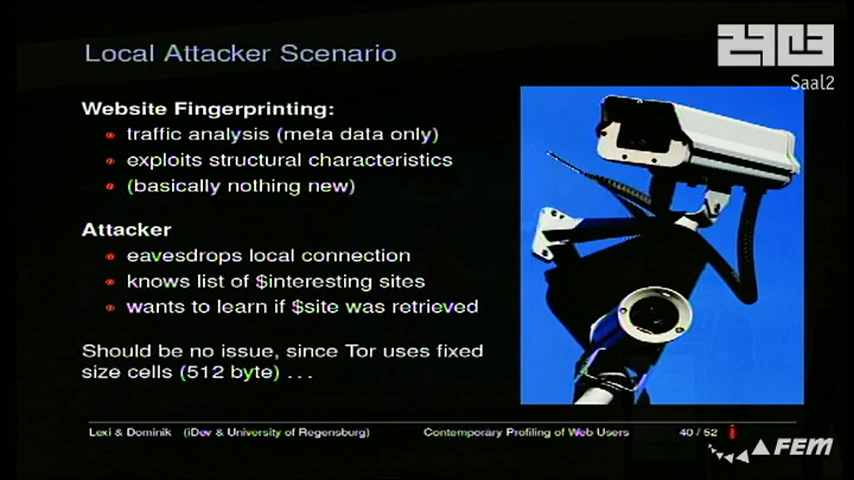 Local Attacker Scenario
29C3
Saal2
Website Fingerprinting:
traffic analysis (meta data only)
exploits structural characteristics
(basically nothing new)
Attacker
eavesdrops local connection
knows list of $interesting sites
wants to learn if $site was retrieved
Should be no issue, since Tor uses fixed
size cells (512 byte) . . .
Lexi & Dominik (iDev & University of Regensburg)
Contemporary Profiling of Web Users
40 / 52
FEM